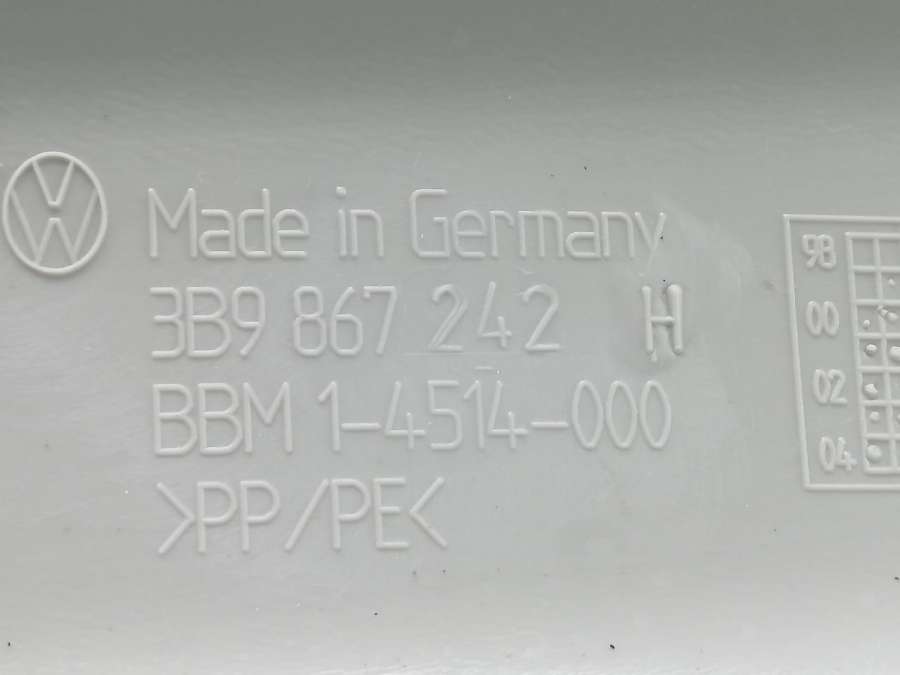 Made in Germany
3B9 867 242 H
BBM 1-4514-000
>PP/PE<
98
00
02
04